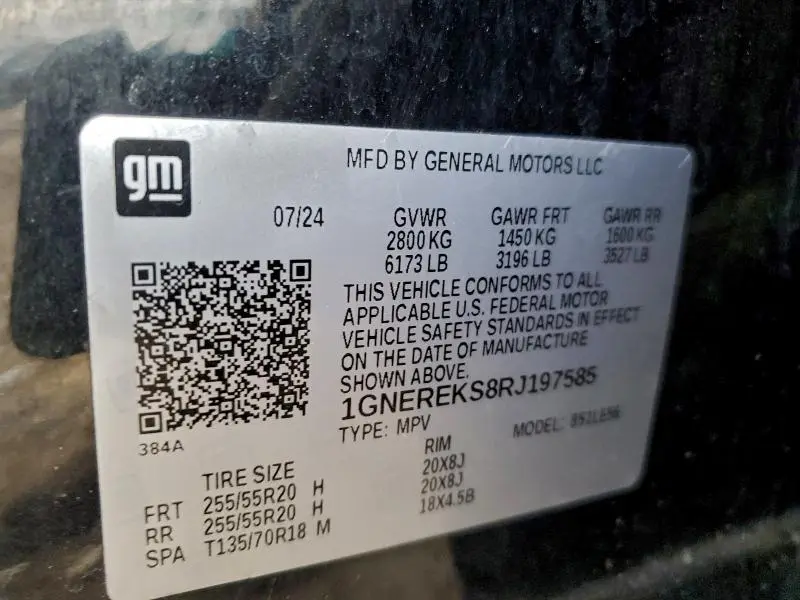 gm
MFD BY GENERAL MOTORS LLC
07/24 GVWR GAWR FRT GAWR RR
2800 KG 1450 KG 1600 KG
6173 LB 3196 LB 3527 LB
THIS VEHICLE CONFORMS TO ALL
APPLICABLE U.S. FEDERAL MOTOR
VEHICLE SAFETY STANDARDS IN EFFECT
ON THE DATE OF MANUFACTURE
SHOWN ABOVE.
1GNEREKS8RJ197585
TYPE: MPV MODEL:
384A
TIRE SIZE RIM
FRT 255/55R20 H 20X8J
RR 255/55R20 H 20X8J
SPA T135/70R18 M 18X4.5B